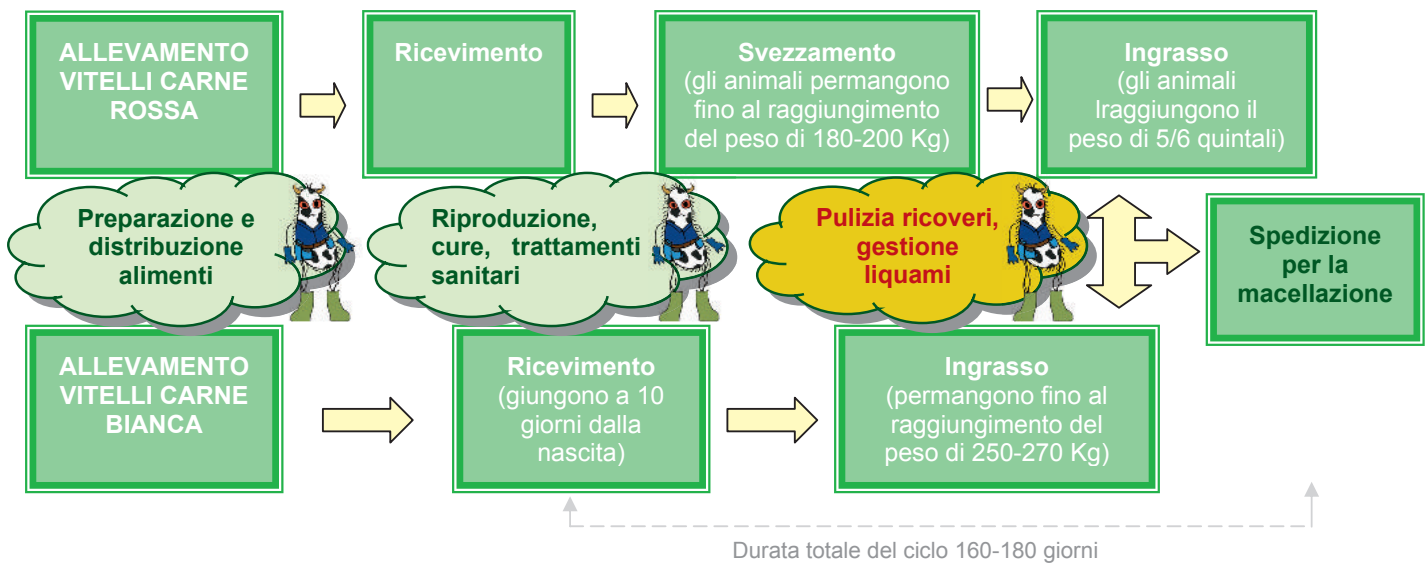 ALLEVAMENTO
VITELLI CARNE
ROSSA
Ricevimento
Svezzamento
(gli animali permangono
fino al raggiungimento
del peso di 180-200 Kg)
Ingrasso
(gli animali
lraggiungono il
peso di 5/6 quintali)
Preparazione e
distribuzione
alimenti
Riproduzione,
cure, trattamenti
sanitari
Pulizia ricoveri,
gestione
liquami
Spedizione
per la
macellazione
ALLEVAMENTO
VITELLI CARNE
BIANCA
Ricevimento
(giungono a 10
giorni dalla
nascita)
Ingrasso
(permangono fino al
raggiungimento del
peso di 250-270 Kg)
Durata totale del ciclo 160-180 giorni